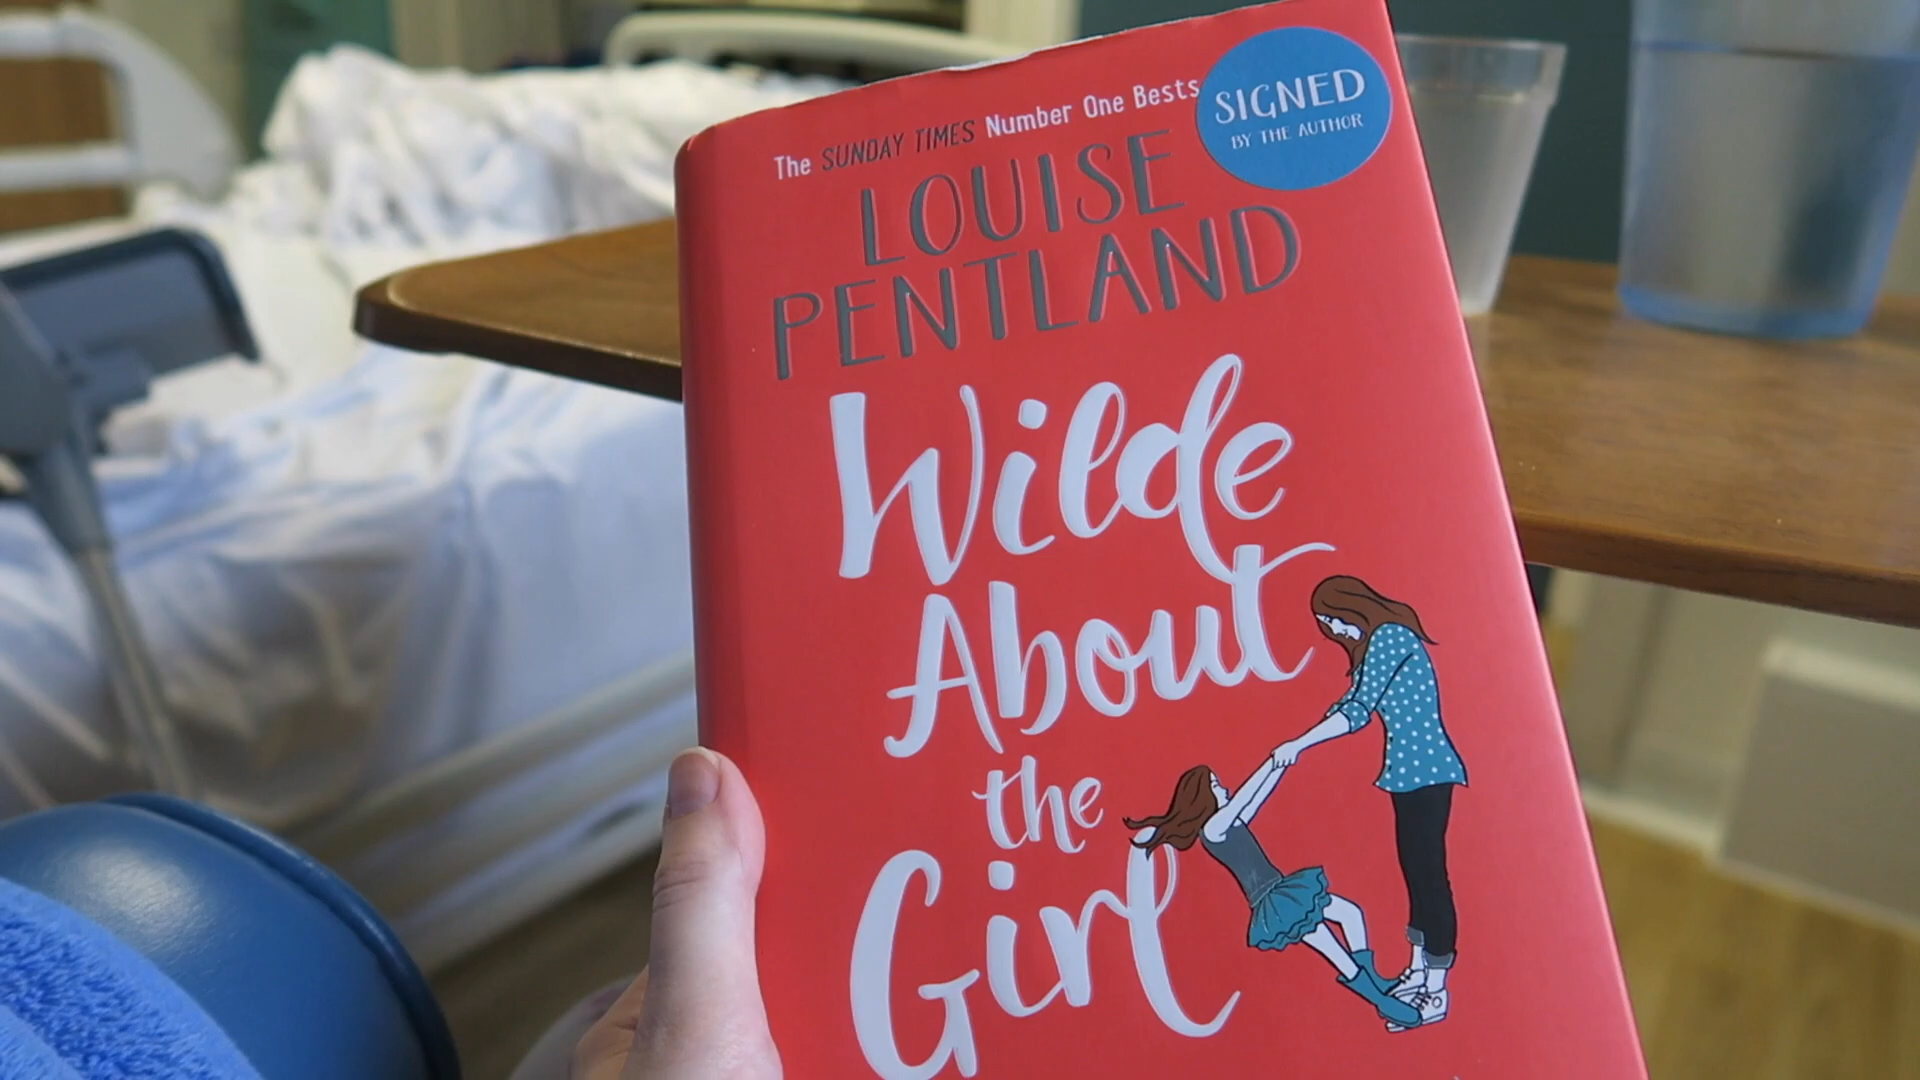 The SUNDAY TIMES Number One Bests
SIGNED
BY THE AUTHOR
LOUISE
PENTLAND
Wilde
About
the
Girl